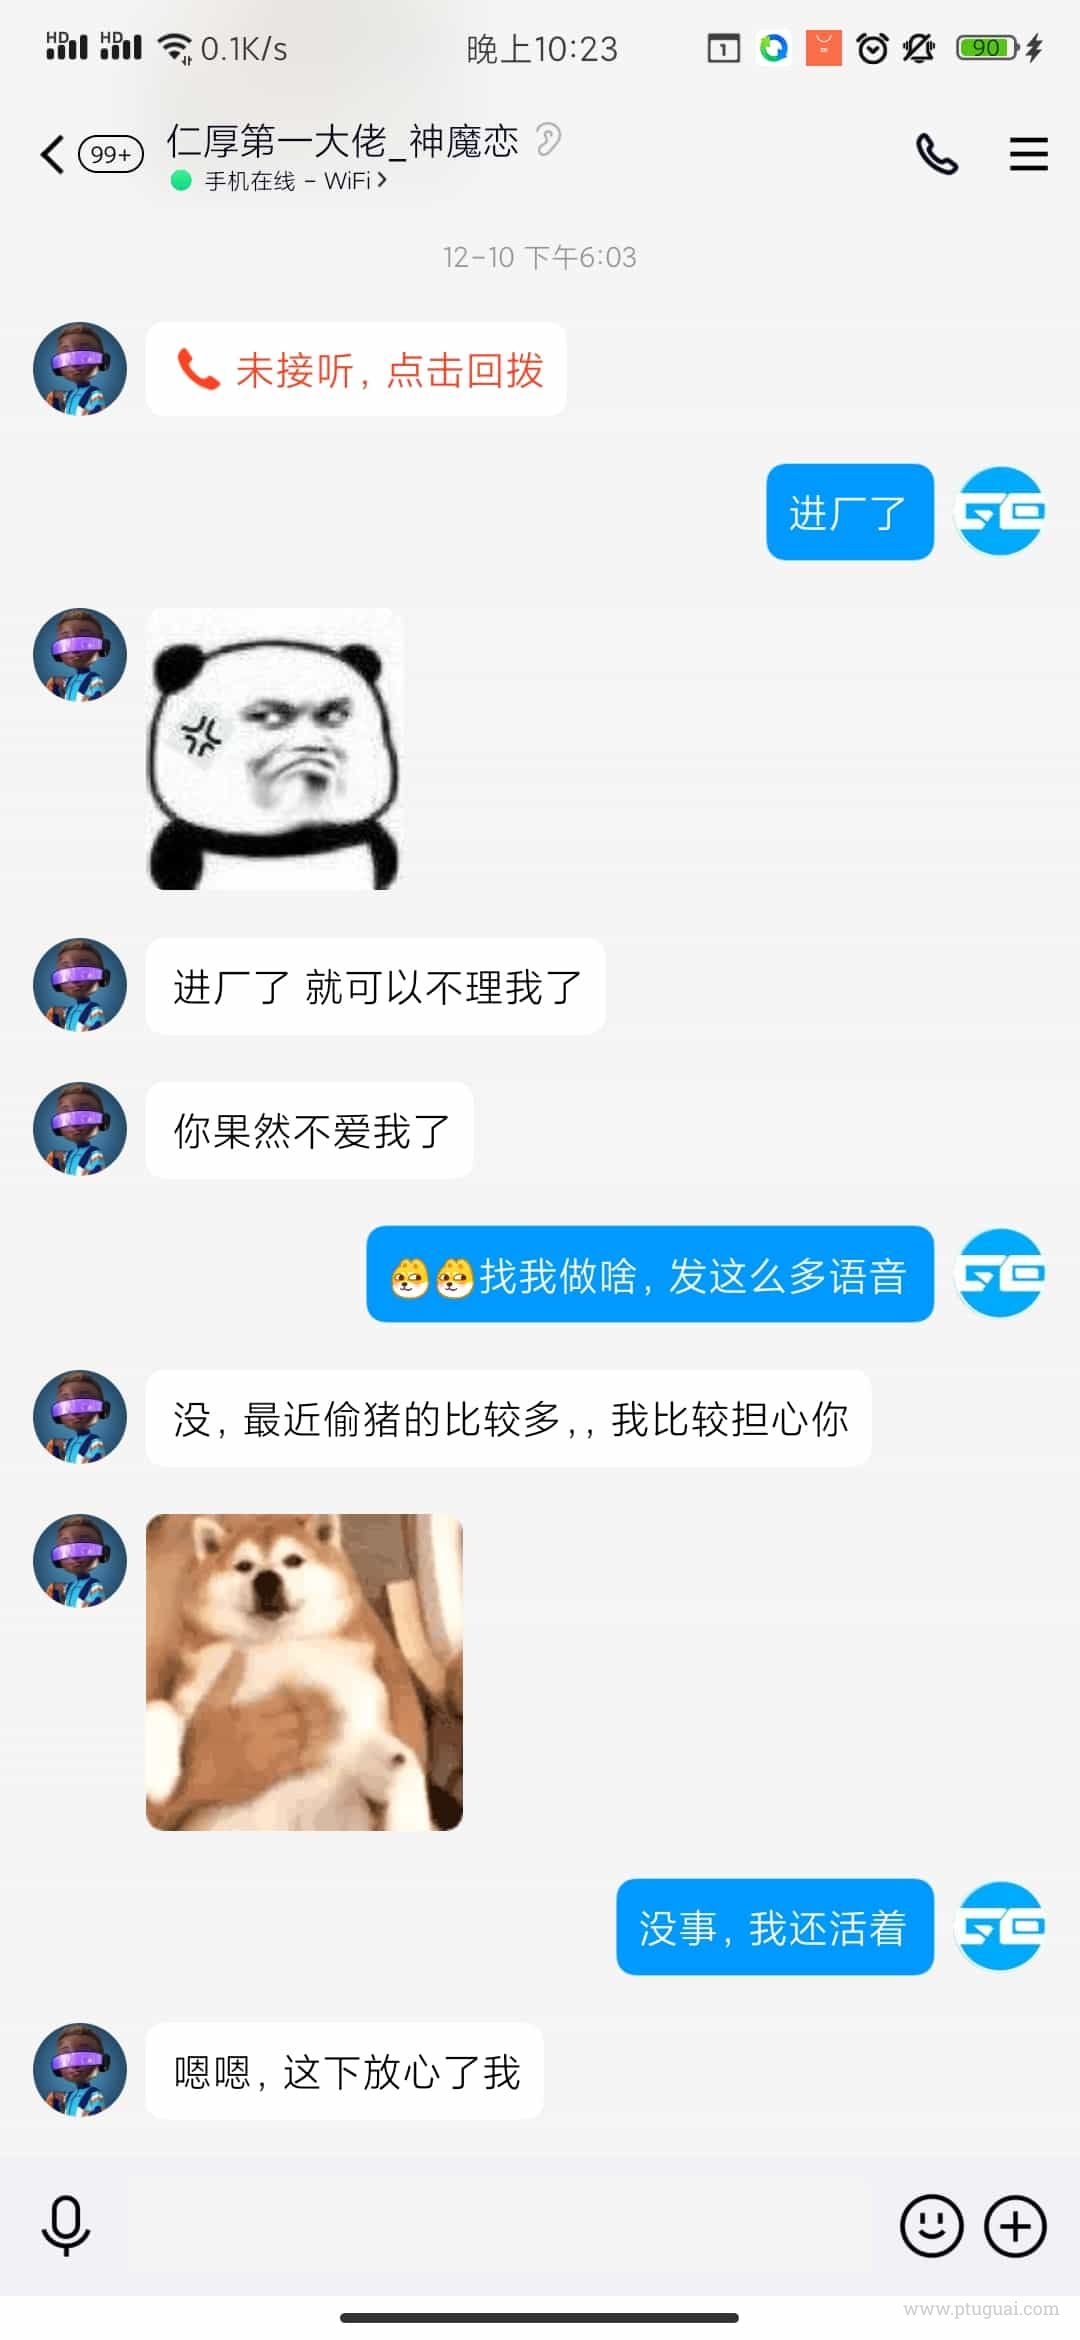 HD HD 0.1K/s 晚上10:23 1 90
99+ 仁厚第一大佬_神魔恋
手机在线 - WiFi
12-10 下午6:03
未接听, 点击回拨
进厂了
进厂了 就可以不理我了
你果然不爱我了
找我做啥, 发这么多语音
没, 最近偷猪的比较多,, 我比较担心你
没事, 我还活着
嗯嗯, 这下放心了我
www.ptuguai.com